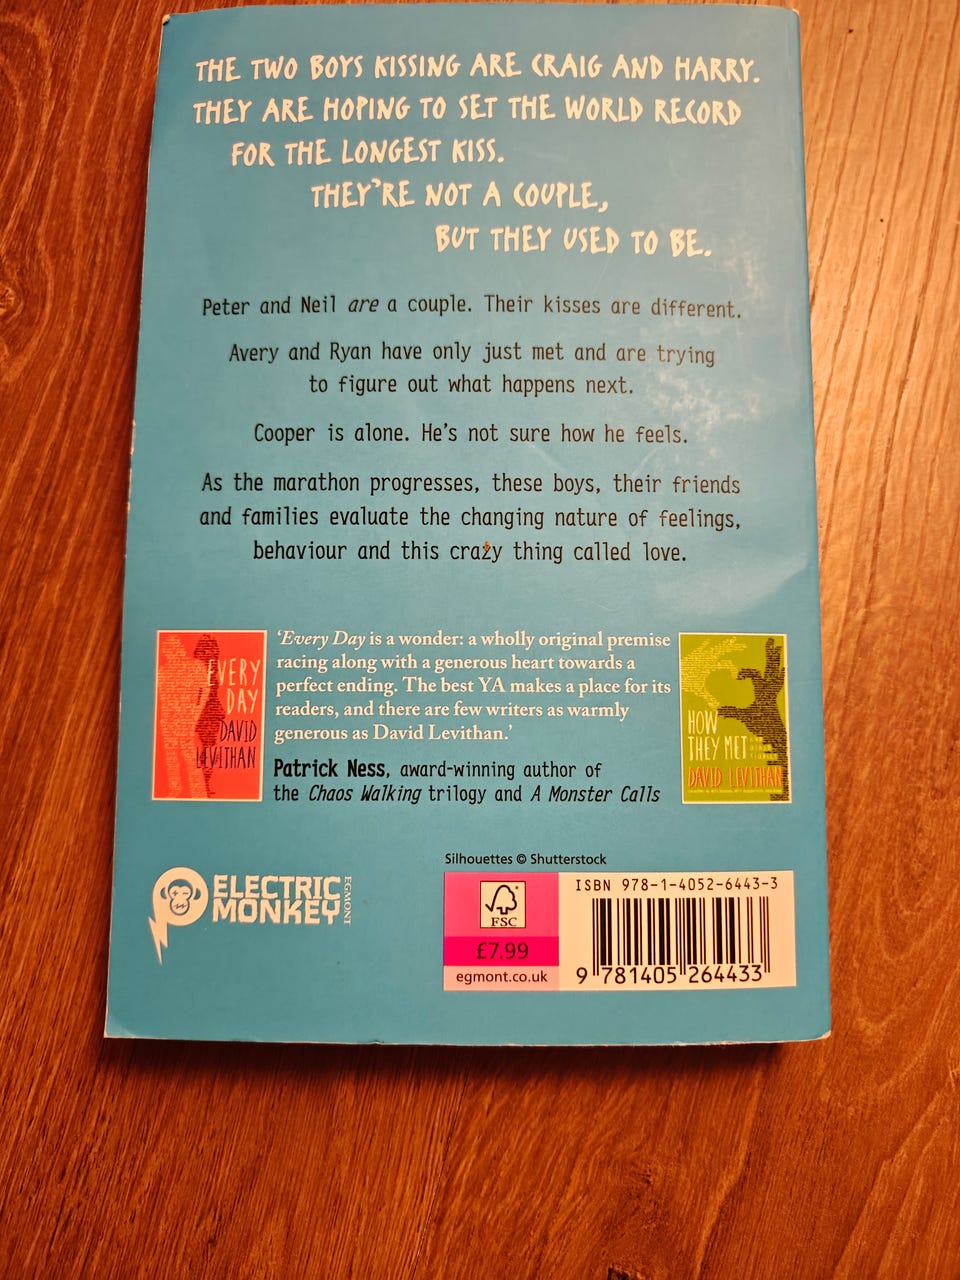 THE TWO BOYS KISSING ARE CRAIG AND HARRY.
THEY ARE HOPING TO SET THE WORLD RECORD
FOR THE LONGEST KISS.
THEY'RE NOT A COUPLE,
BUT THEY USED TO BE.
Peter and Neil are a couple. Their kisses are different.
Avery and Ryan have only just met and are trying
to figure out what happens next.
Cooper is alone. He's not sure how he feels.
As the marathon progresses, these boys, their friends
and families evaluate the changing nature of feelings,
behaviour and this crazy thing called love.
EVERY
DAY
DAVID
LEVITHAN
'Every Day is a wonder: a wholly original premise
racing along with a generous heart towards a
perfect ending. The best YA makes a place for its
readers, and there are few writers as warmly
generous as David Levithan.'
Patrick Ness, award-winning author of
the Chaos Walking trilogy and A Monster Calls
HOW
THEY MET
DAVID LEVITHAN
ELECTRIC
MONKEY
EGMONT
Silhouettes © Shutterstock
FSC
£7.99
egmont.co.uk
ISBN 978-1-4052-6443-3
9 781405 264433